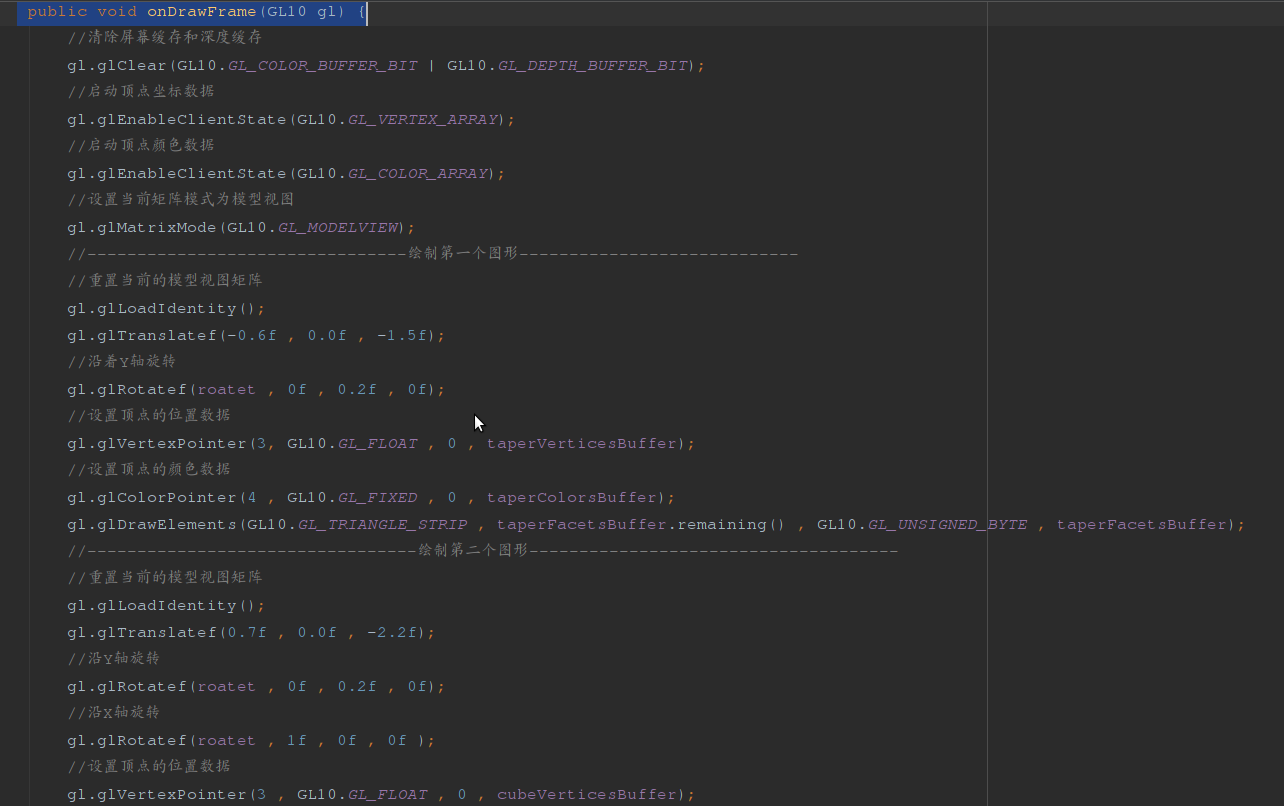 public void onDrawFrame(GL10 gl) {
//清除屏幕缓存和深度缓存
gl.glClear(GL10.GL_COLOR_BUFFER_BIT | GL10.GL_DEPTH_BUFFER_BIT);
//启动顶点坐标数据
gl.glEnableClientState(GL10.GL_VERTEX_ARRAY);
//启动顶点颜色数据
gl.glEnableClientState(GL10.GL_COLOR_ARRAY);
//设置当前矩阵模式为模型视图
gl.glMatrixMode(GL10.GL_MODELVIEW);
//--------------------------------绘制第一个图形----------------------------
//重置当前的模型视图矩阵
gl.glLoadIdentity();
gl.glTranslatef(-0.6f , 0.0f , -1.5f);
//沿着Y轴旋转
gl.glRotatef(roatet , 0f , 0.2f , 0f);
//设置顶点的位置数据
gl.glVertexPointer(3, GL10.GL_FLOAT , 0 , taperVerticesBuffer);
//设置顶点的颜色数据
gl.glColorPointer(4 , GL10.GL_FIXED , 0 , taperColorsBuffer);
gl.glDrawElements(GL10.GL_TRIANGLE_STRIP , taperFacetsBuffer.remaining() , GL10.GL_UNSIGNED_BYTE , taperFacetsBuffer);
//---------------------------------绘制第二个图形-------------------------------------
//重置当前的模型视图矩阵
gl.glLoadIdentity();
gl.glTranslatef(0.7f , 0.0f , -2.2f);
//沿Y轴旋转
gl.glRotatef(roatet , 0f , 0.2f , 0f);
//沿X轴旋转
gl.glRotatef(roatet , 1f , 0f , 0f );
//设置顶点的位置数据
gl.glVertexPointer(3 , GL10.GL_FLOAT , 0 , cubeVerticesBuffer);